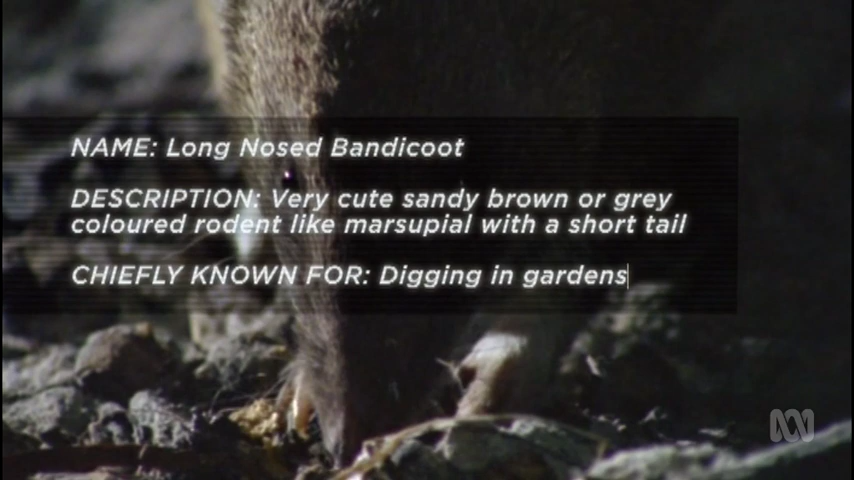 NAME: Long Nosed Bandicoot
DESCRIPTION: Very cute sandy brown or grey
coloured rodent like marsupial with a short tail
CHIEFLY KNOWN FOR: Digging in gardens